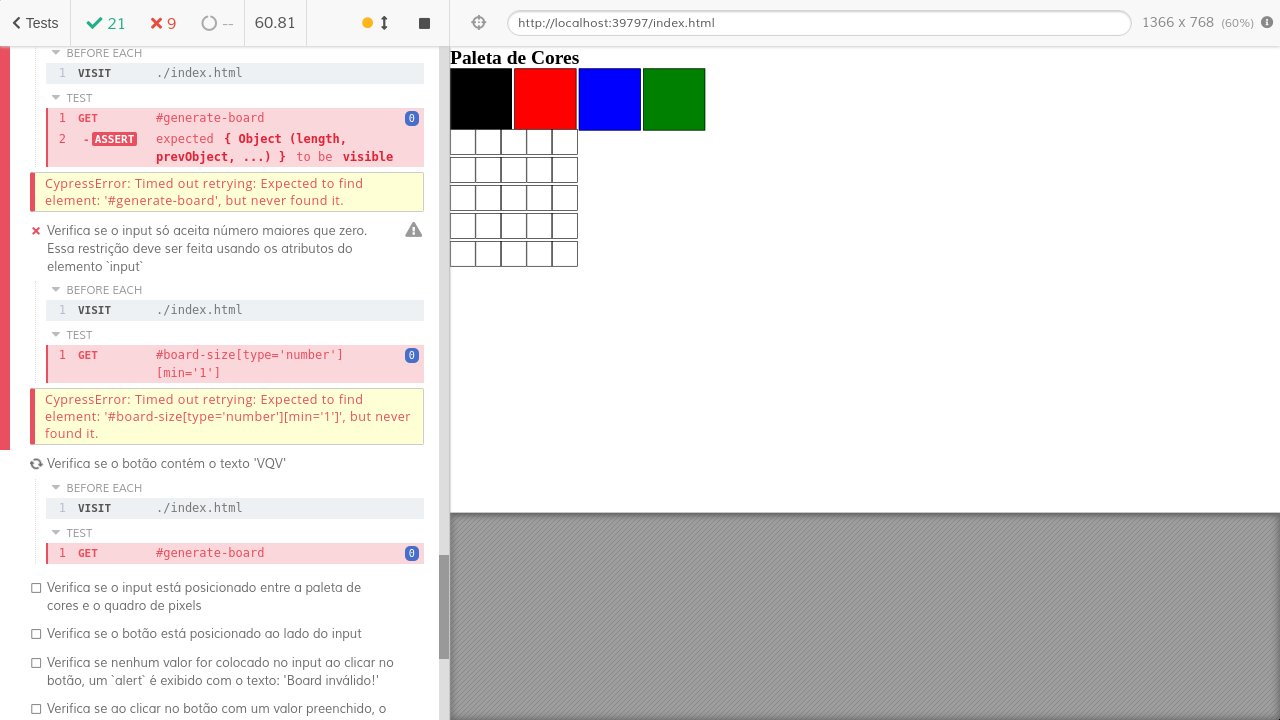 Tests 21 9 -- 60.81 http://localhost:39797/index.html 1366 x 768 (60%)
BEFORE EACH
1 VISIT ./index.html
TEST
1 GET #generate-board 0
2 -ASSERT expected { Object (length,
prevObject, ...) } to be visible
CypressError: Timed out retrying: Expected to find
element: '#generate-board', but never found it.
Verifica se o input só aceita número maiores que zero.
Essa restrição deve ser feita usando os atributos do
elemento `input`
BEFORE EACH
1 VISIT ./index.html
TEST
1 GET #board-size[type='number'] 0
[min='1']
CypressError: Timed out retrying: Expected to find
element: '#board-size[type='number'][min='1']', but never
found it.
Verifica se o botão contém o texto 'VQV'
BEFORE EACH
1 VISIT ./index.html
TEST
1 GET #generate-board 0
Verifica se o input está posicionado entre a paleta de
cores e o quadro de pixels
Verifica se o botão está posicionado ao lado do input
Verifica se nenhum valor for colocado no input ao clicar no
botão, um `alert` é exibido com o texto: 'Board inválido!'
Verifica se ao clicar no botão com um valor preenchido, o
Paleta de Cores